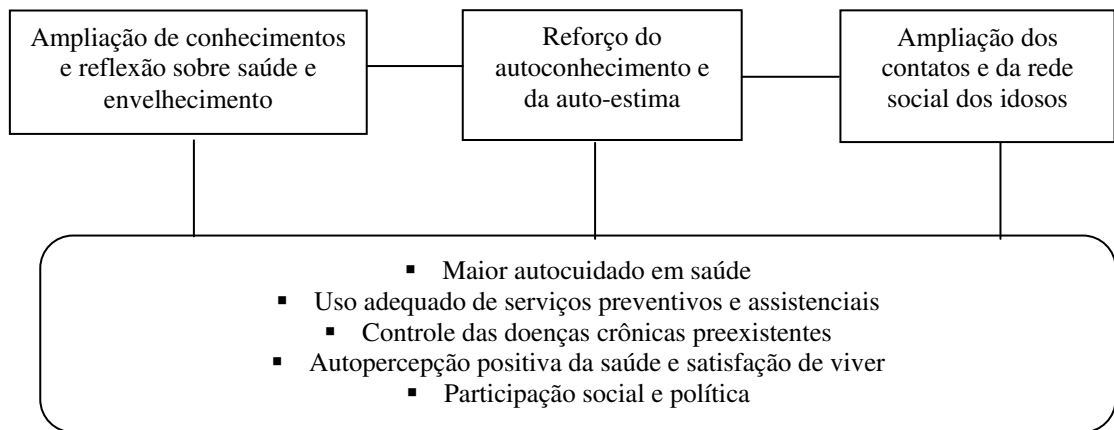 Ampliação de conhecimentos
e reflexão sobre saúde e
envelhecimento
Reforço do
autoconhecimento e
da auto-estima
Ampliação dos
contatos e da rede
social dos idosos
▪ Maior autocuidado em saúde
▪ Uso adequado de serviços preventivos e assistenciais
▪ Controle das doenças crônicas preexistentes
▪ Autopercepção positiva da saúde e satisfação de viver
▪ Participação social e política